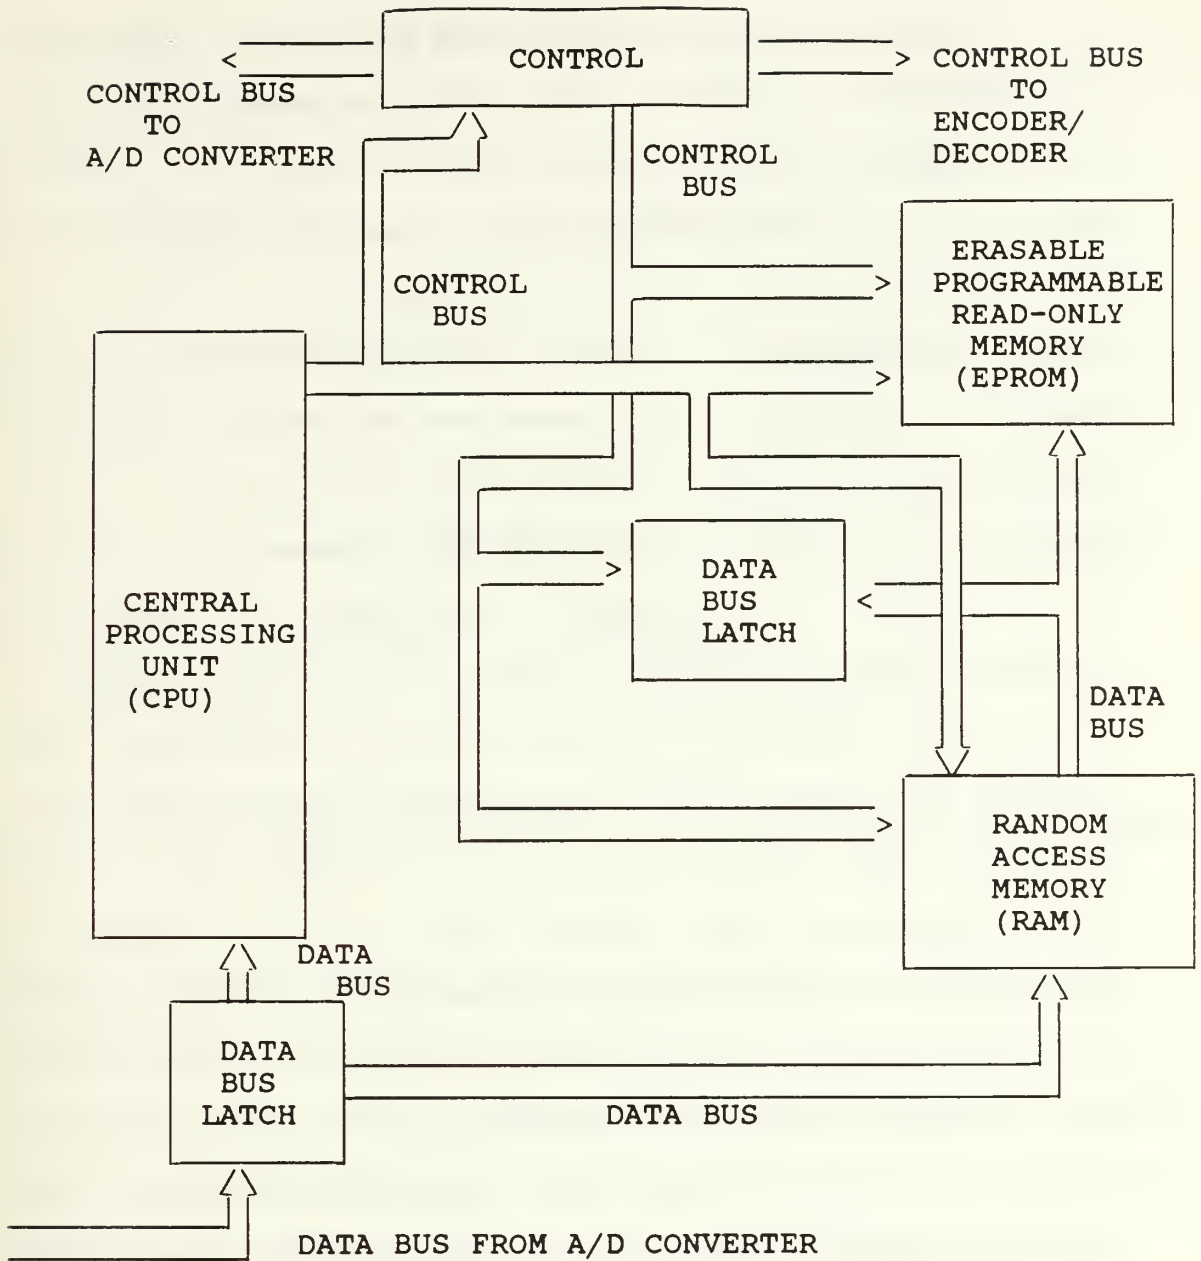 CONTROL
CONTROL BUS
TO
A/D CONVERTER
CONTROL BUS
TO
ENCODER/
DECODER
CONTROL
BUS
CONTROL
BUS
ERASABLE
PROGRAMMABLE
READ-ONLY
MEMORY
(EPROM)
CENTRAL
PROCESSING
UNIT
(CPU)
DATA
BUS
LATCH
DATA
BUS
RANDOM
ACCESS
MEMORY
(RAM)
DATA
BUS
DATA
BUS
LATCH
DATA BUS
DATA BUS FROM A/D CONVERTER